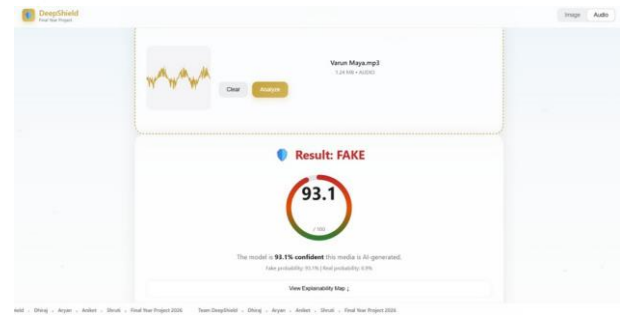 DeepShield
Final Year Project
Image Audio
Varun Maya.mp3
1.24 MB • AUDIO
Clear Analyze
Result: FAKE
93.1
/ 100
The model is 93.1% confident this media is AI-generated.
Fake probability: 93.1% | Real probability: 6.9%
View Explainability Map ↓
Team DeepShield . Dhiraj . Aryan . Aniket . Shruti . Final Year Project 2026